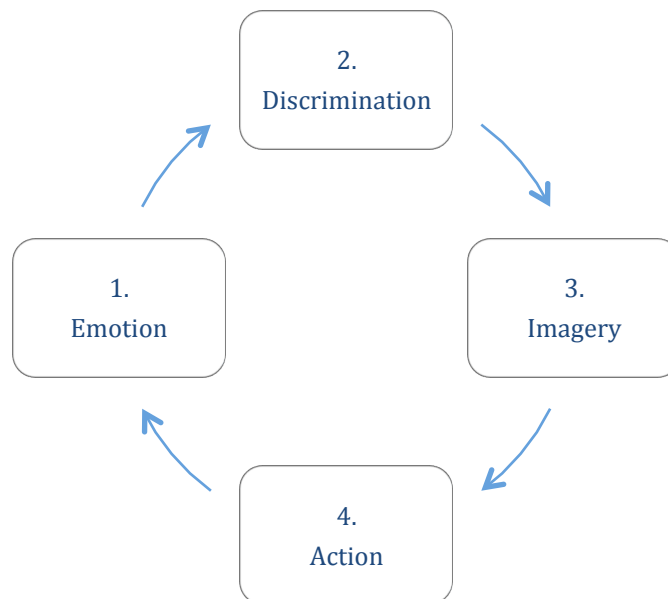 1.
Emotion
2.
Discrimination
3.
Imagery
4.
Action